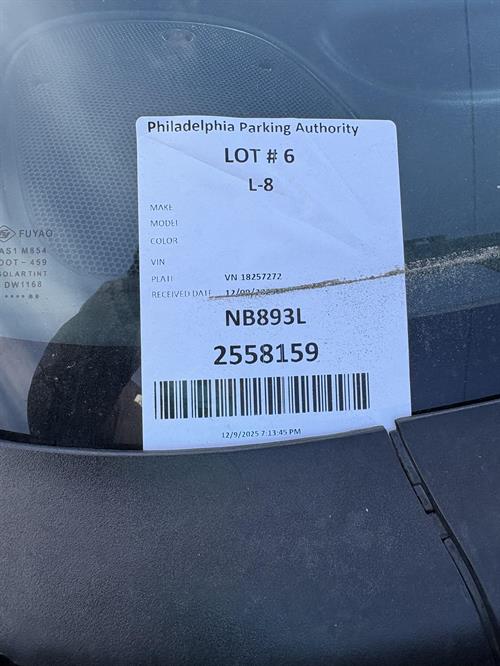 Philadelphia Parking Authority
LOT # 6
L-8
MAKE
MODEL
COLOR
VIN
PLATE VN 18257272
RECEIVED DATE
NB893L
2558159
12/9/2025 7:13:45 PM
FUYAO
AS1 M854
DOT-459
SOLARTINT
DW1168